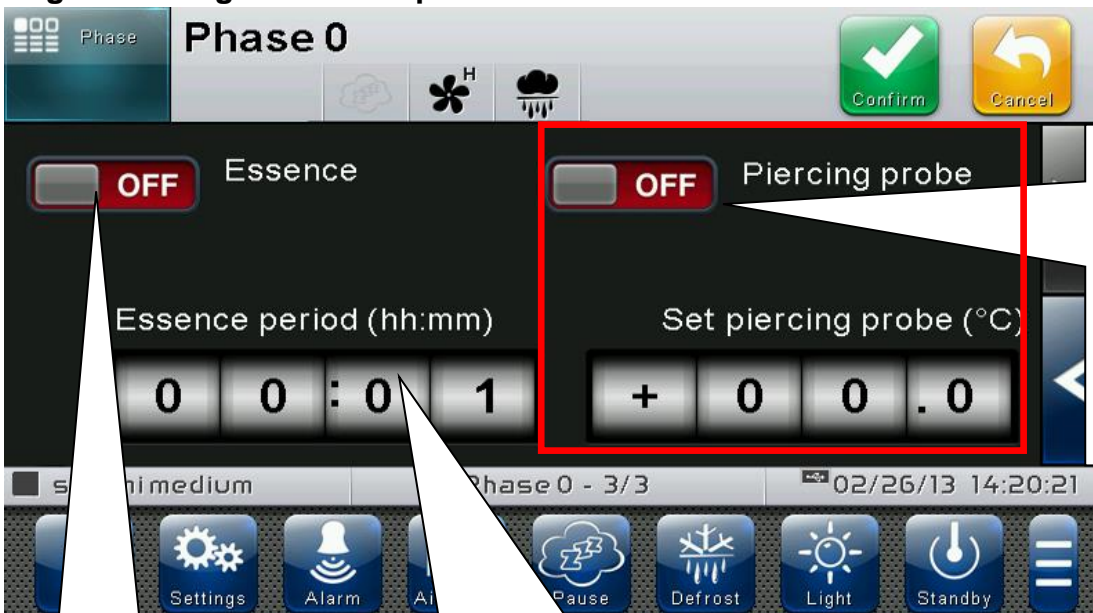 Phase
Phase 0
H
Confirm
Cancel
OFF
Essence
OFF
Piercing probe
Essence period (hh:mm)
Set piercing probe (°C)
0 0 : 0 1
+ 0 0 . 0
medium
Phase 0 - 3/3
02/26/13 14:20:21
Settings
Alarm
Pause
Defrost
Light
Standby